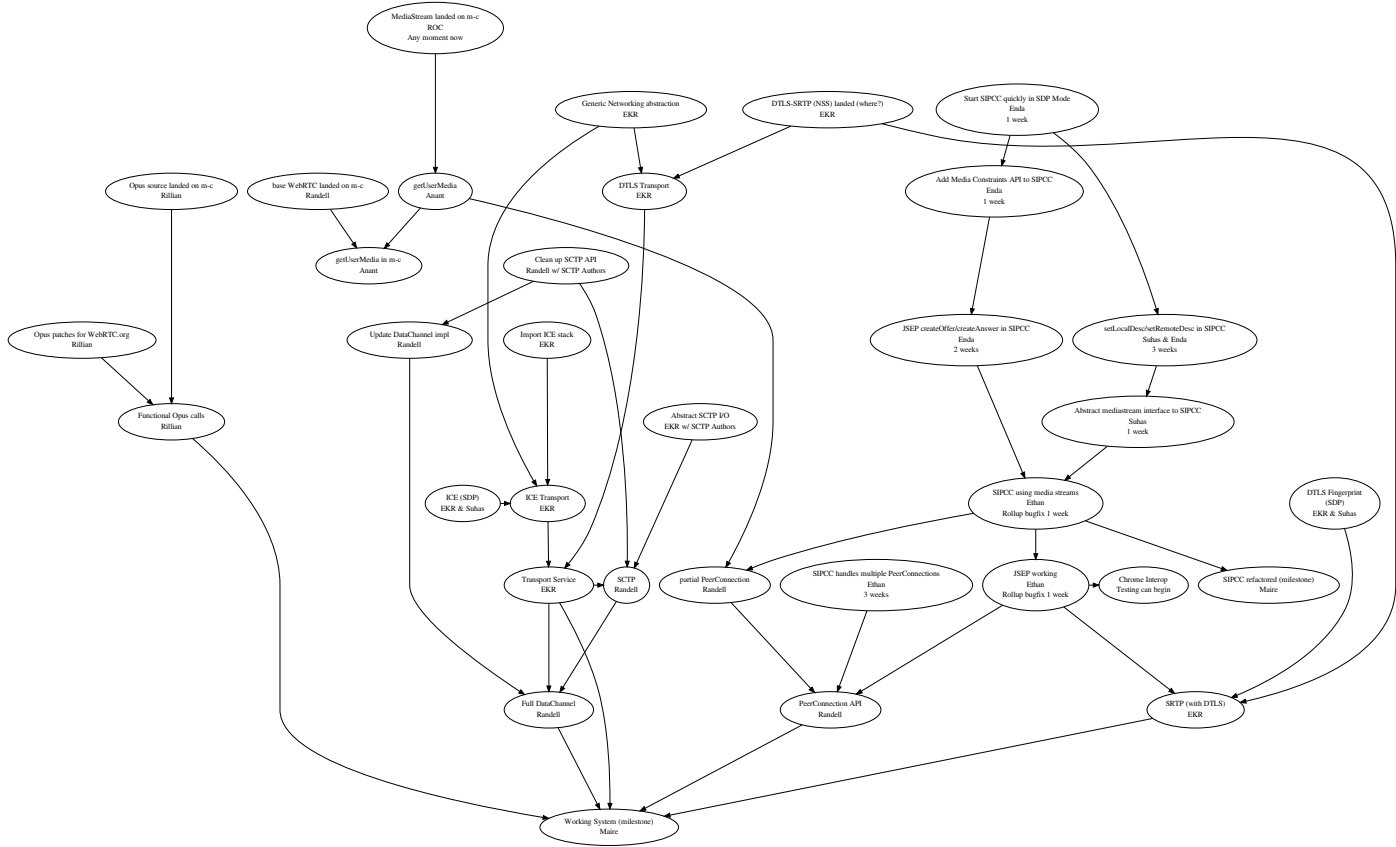 MediaStream landed on m-c
ROC
Any moment now
Generic Networking abstraction
EKR
DTLS-SRTP (NSS) landed (where?)
EKR
Start SIPCC quickly in SDP Mode
Enda
1 week
Opus source landed on m-c
Rillian
base WebRTC landed on m-c
Randell
getUserMedia
Anant
DTLS Transport
EKR
Add Media Constraints API to SIPCC
Enda
1 week
getUserMedia in m-c
Anant
Clean up SCTP API
Randell w/ SCTP Authors
Opus patches for WebRTC.org
Rillian
Update DataChannel impl
Randell
Import ICE stack
EKR
JSEP createOffer/createAnswer in SIPCC
Enda
2 weeks
setLocalDesc/setRemoteDesc in SIPCC
Suhas & Enda
3 weeks
Functional Opus calls
Rillian
Abstract SCTP I/O
EKR w/ SCTP Authors
Abstract mediastream interface to SIPCC
Suhas
1 week
ICE (SDP)
EKR & Suhas
ICE Transport
EKR
SIPCC using media streams
Ethan
Rollup bugfix 1 week
DTLS Fingerprint
(SDP)
EKR & Suhas
Transport Service
EKR
SCTP
Randell
partial PeerConnection
Randell
SIPCC handles multiple PeerConnections
Ethan
3 weeks
JSEP working
Ethan
Rollup bugfix 1 week
Chrome Interop
Testing can begin
SIPCC refactored (milestone)
Maire
Full DataChannel
Randell
PeerConnection API
Randell
SRTP (with DTLS)
EKR
Working System (milestone)
Maire